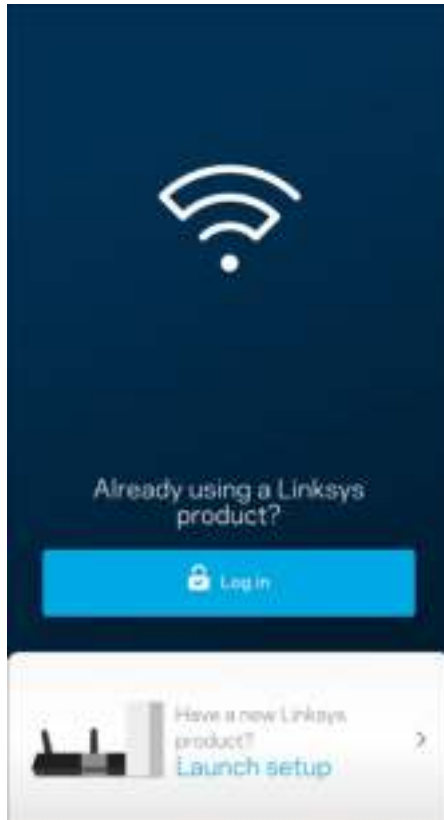 Already using a Linksys
product?
Log in
Have a new Linksys
product?
Launch setup